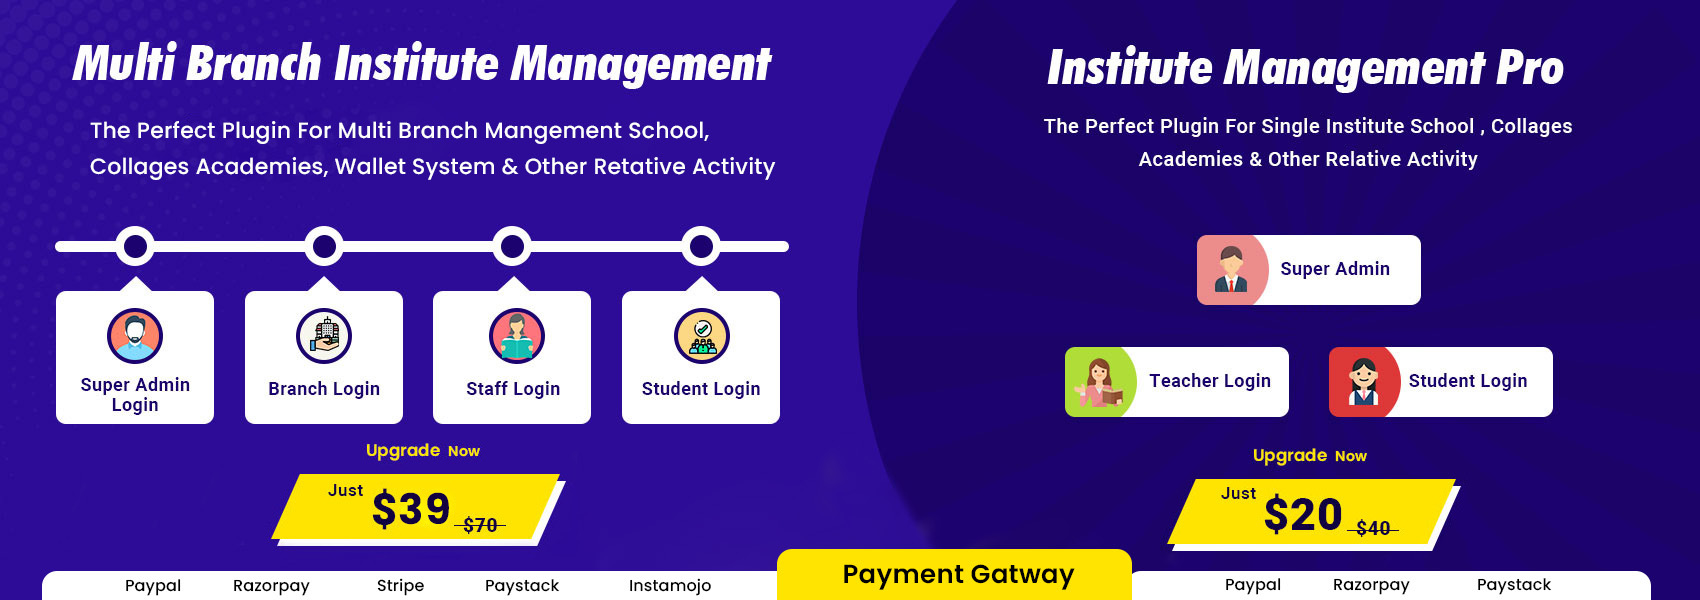 Multi Branch Institute Management
The Perfect Plugin For Multi Branch Mangement School,
Collages Academies, Wallet System & Other Retative Activity
Super Admin
Login
Branch Login
Staff Login
Student Login
Upgrade Now
Just $39 $70
Paypal Razorpay Stripe Paystack Instamojo
Payment Gatway
Institute Management Pro
The Perfect Plugin For Single Institute School , Collages
Academies & Other Relative Activity
Super Admin
Teacher Login
Student Login
Upgrade Now
Just $20 $40
Paypal Razorpay Paystack